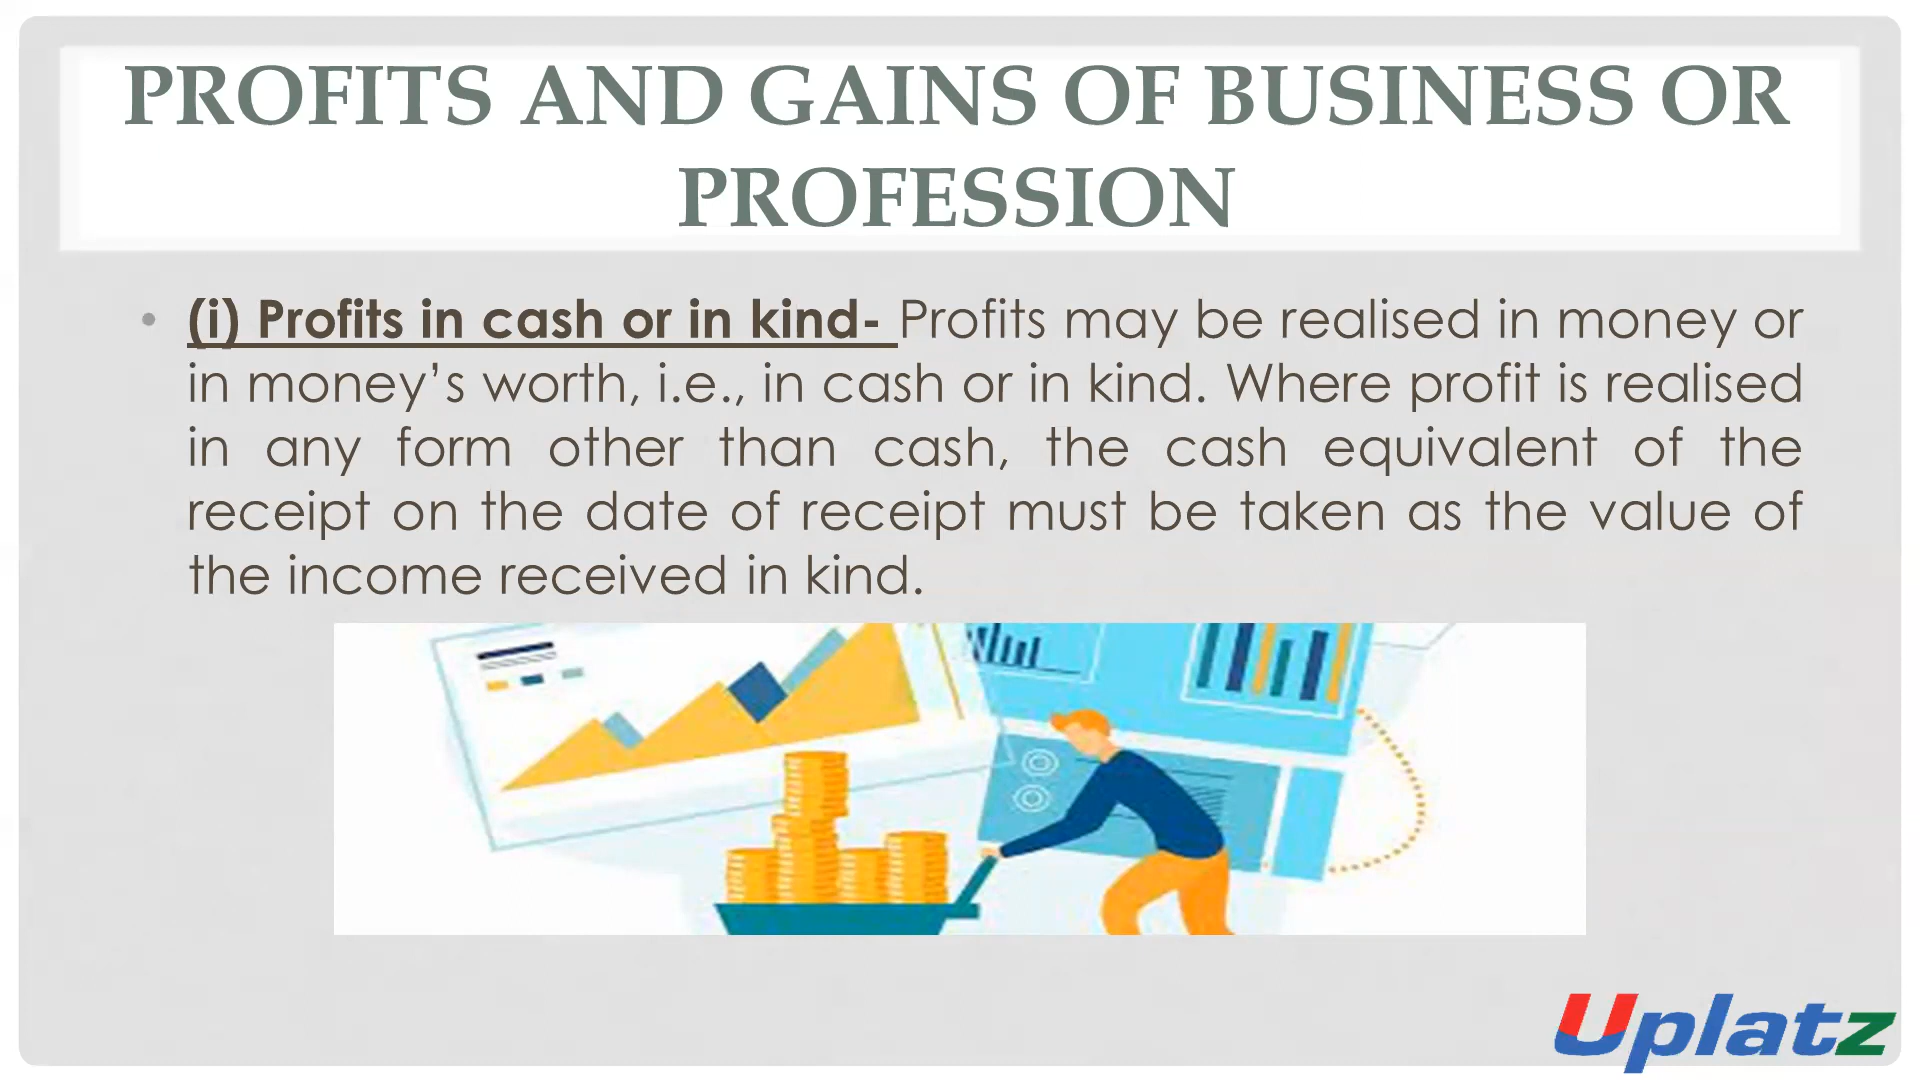 PROFITS AND GAINS OF BUSINESS OR
PROFESSION
• (i) Profits in cash or in kind- Profits may be realised in money or
in money’s worth, i.e., in cash or in kind. Where profit is realised
in any form other than cash, the cash equivalent of the
receipt on the date of receipt must be taken as the value of
the income received in kind.
Uplatz